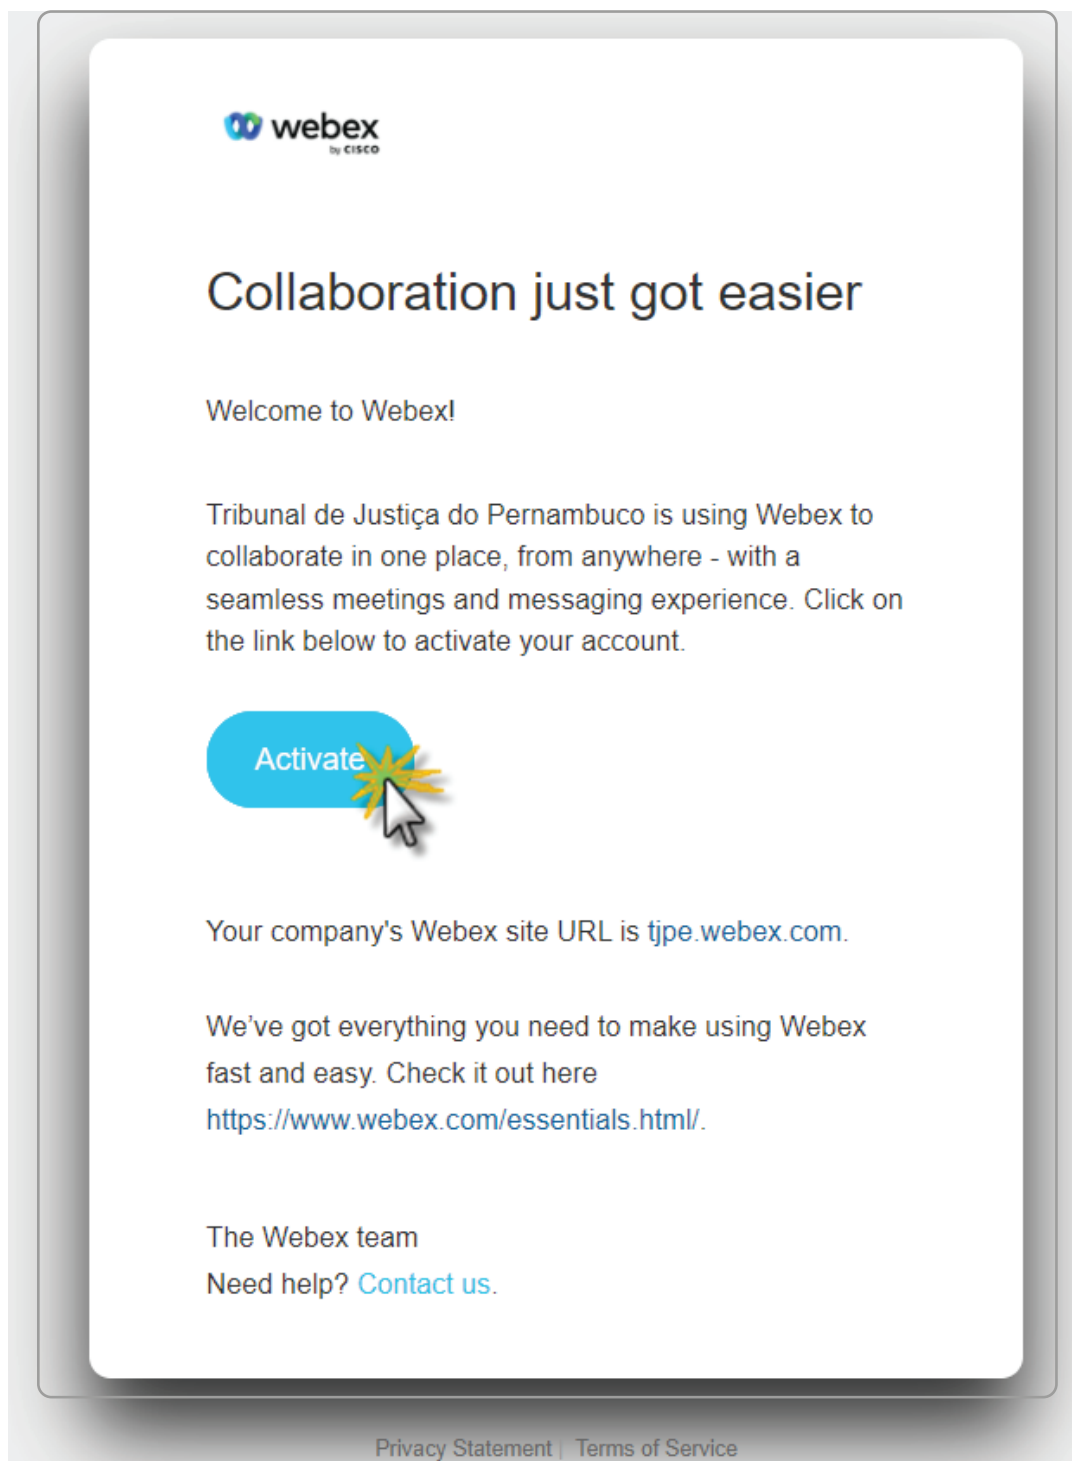 webex
by CISCO
Collaboration just got easier
Welcome to Webex!
Tribunal de Justiça do Pernambuco is using Webex to
collaborate in one place, from anywhere - with a
seamless meetings and messaging experience. Click on
the link below to activate your account.
Activate
Your company's Webex site URL is tjpe.webex.com.
We’ve got everything you need to make using Webex
fast and easy. Check it out here
https://www.webex.com/essentials.html/.
The Webex team
Need help? Contact us.
Privacy Statement | Terms of Service